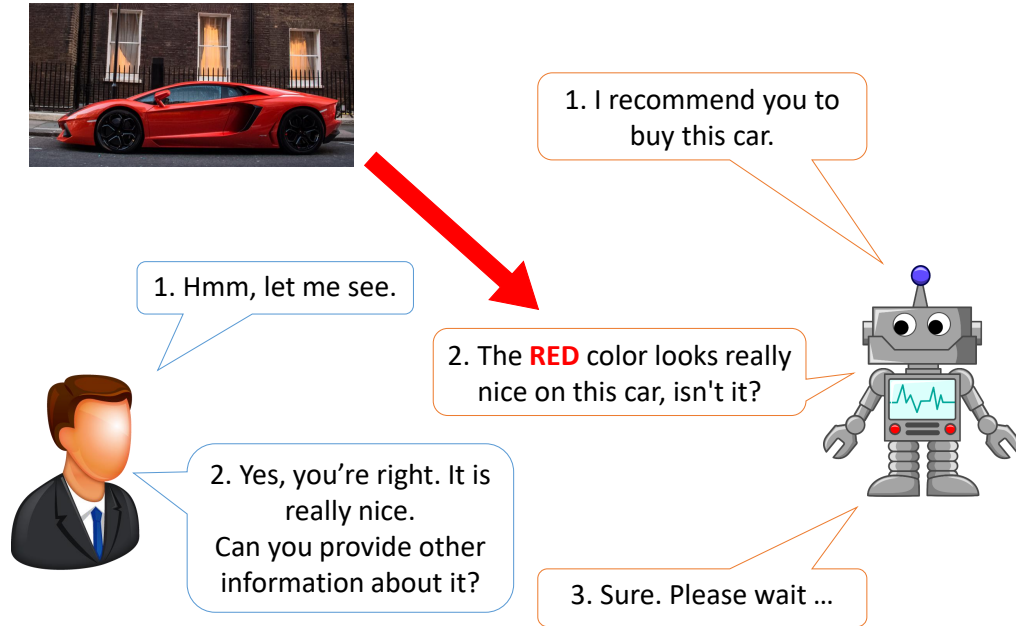 1. I recommend you to
buy this car.
1. Hmm, let me see.
2. The RED color looks really
nice on this car, isn't it?
2. Yes, you’re right. It is
really nice.
Can you provide other
information about it?
3. Sure. Please wait …